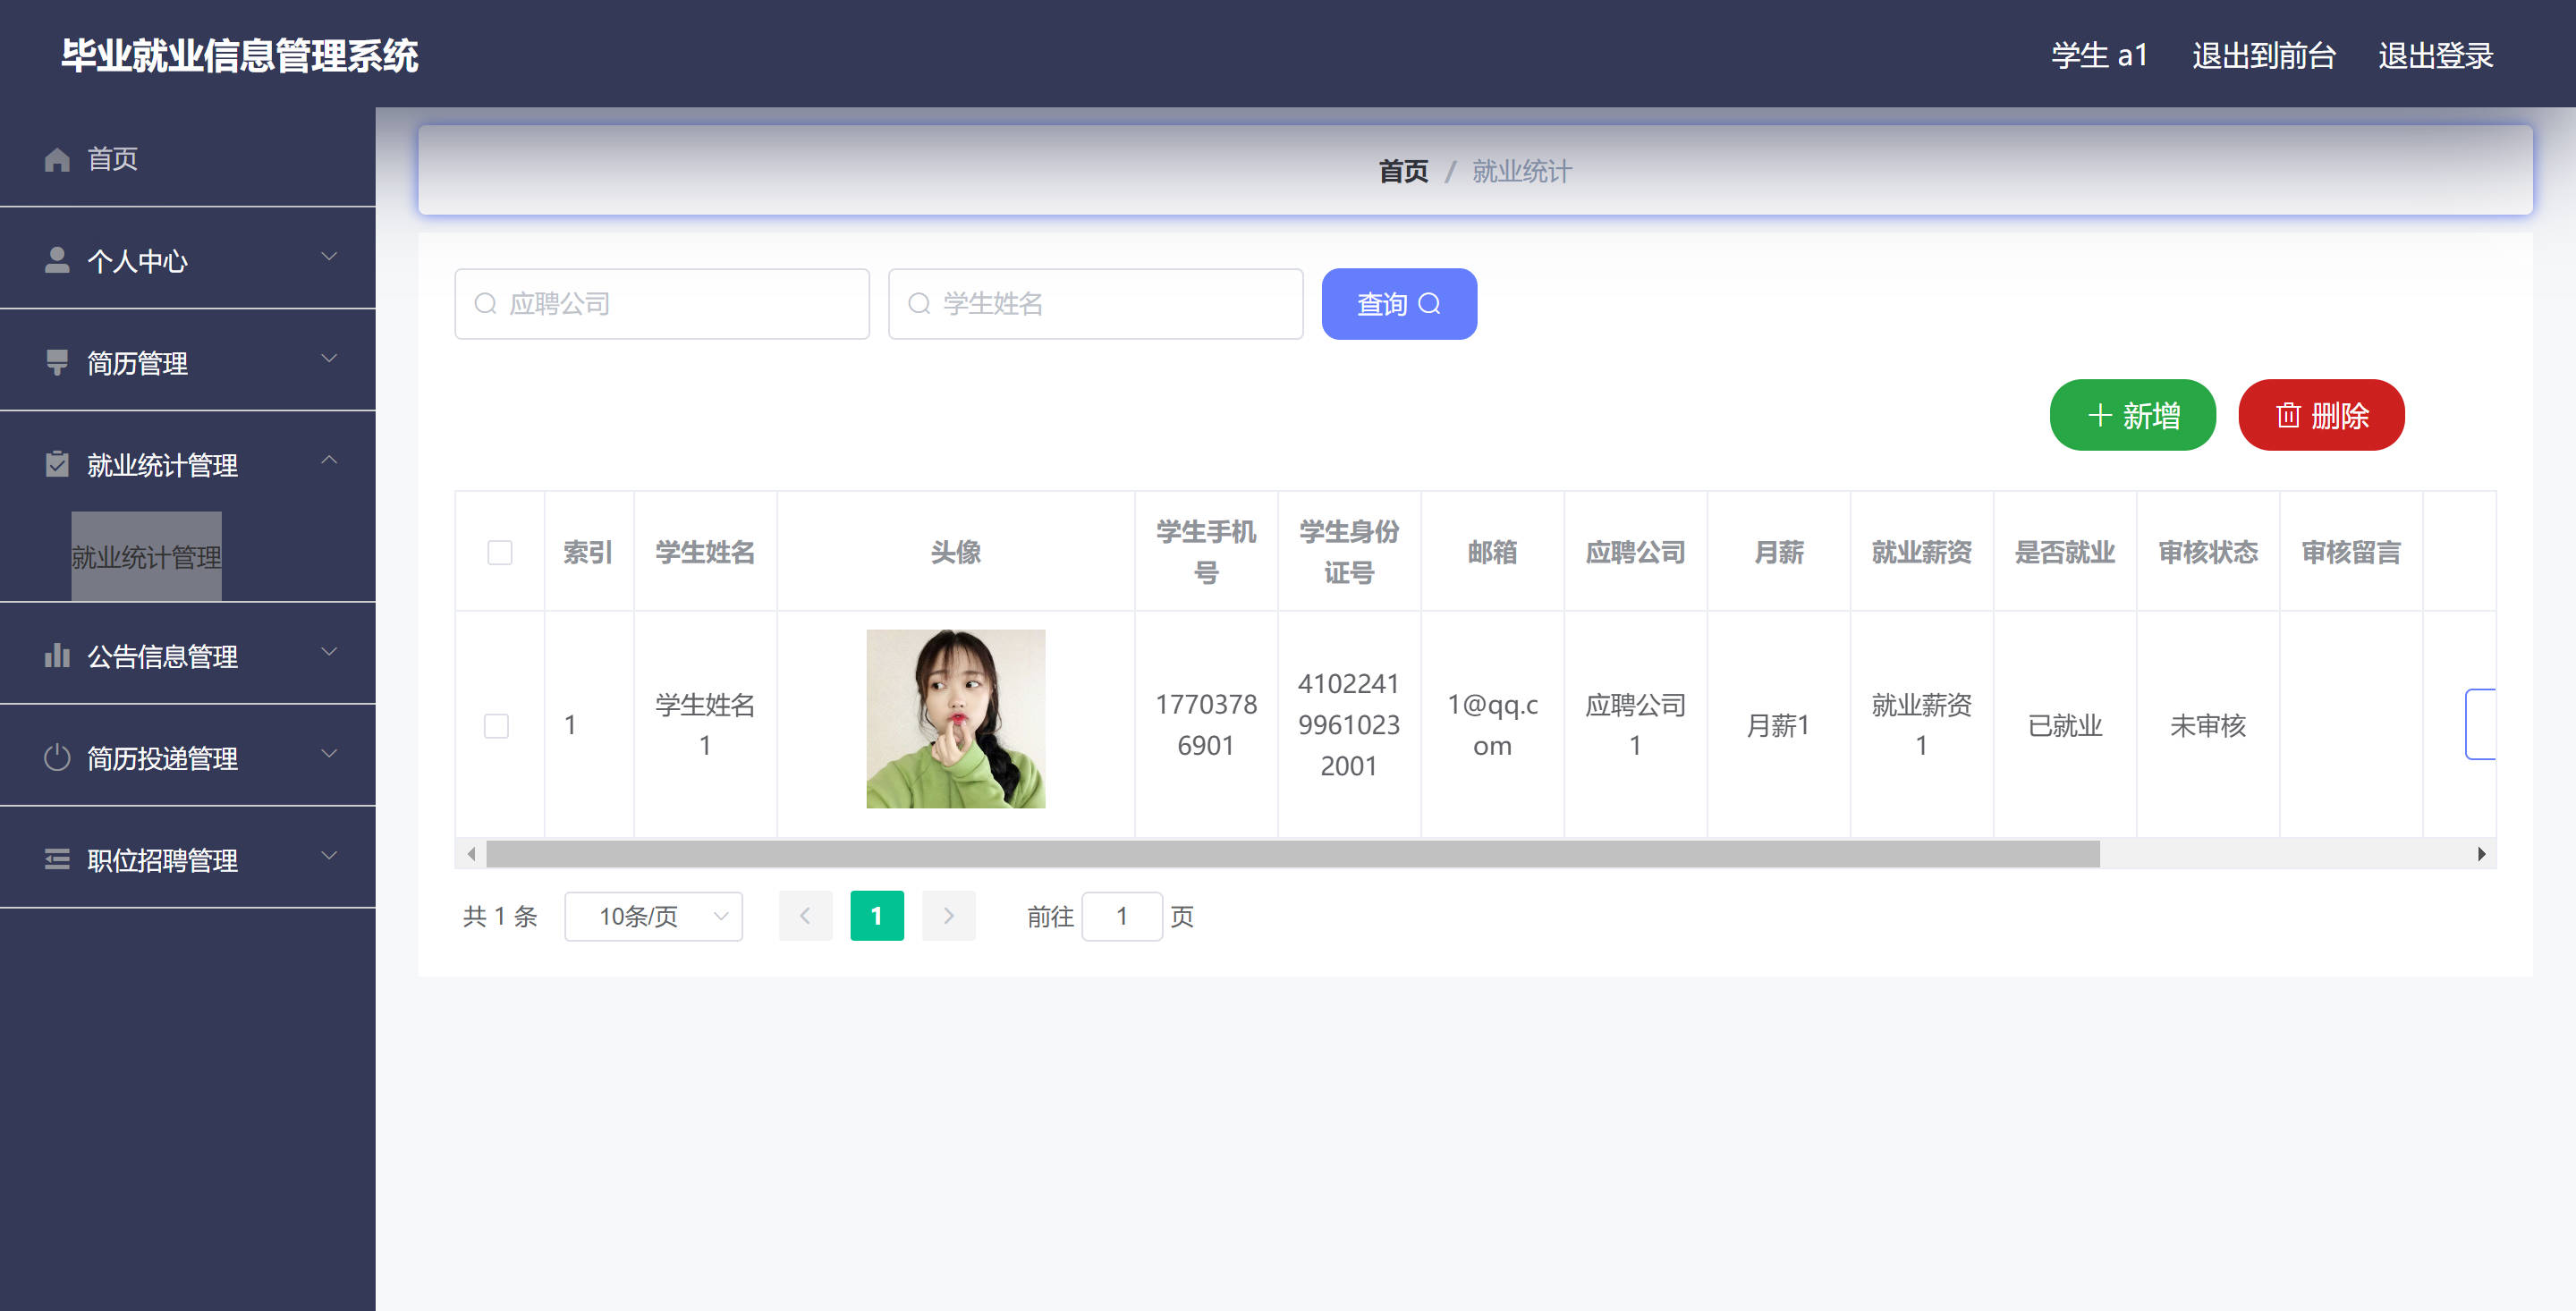 毕业就业信息管理系统
学生 a1 退出到前台 退出登录
首页
个人中心
简历管理
就业统计管理
就业统计管理
公告信息管理
简历投递管理
职位招聘管理
首页 / 就业统计
应聘公司 学生姓名 查询
新增 删除
索引 学生姓名 头像 学生手机号 学生身份证号 邮箱 应聘公司 月薪 就业薪资 是否就业 审核状态 审核留言
1 学生姓名1 17703786901 410224199610232001 1@qq.com 应聘公司1 月薪1 就业薪资1 已就业 未审核
共 1 条 10条/页 1 前往 1 页